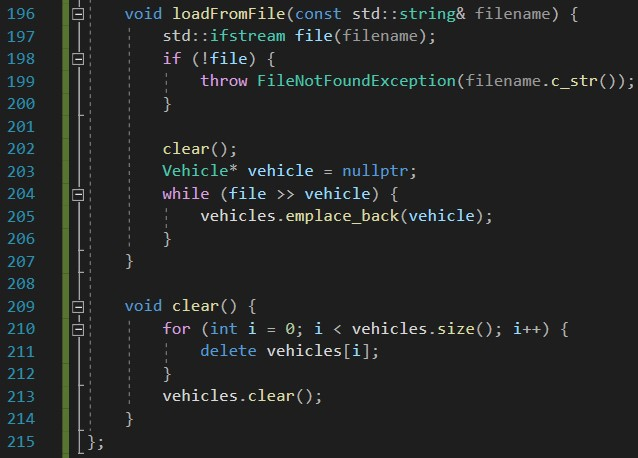 196 void loadFromFile(const std::string& filename) {
197 std::ifstream file(filename);
198 if (!file) {
199 throw FileNotFoundException(filename.c_str());
200 }
201
202 clear();
203 Vehicle* vehicle = nullptr;
204 while (file >> vehicle) {
205 vehicles.emplace_back(vehicle);
206 }
207 }
208
209 void clear() {
210 for (int i = 0; i < vehicles.size(); i++) {
211 delete vehicles[i];
212 }
213 vehicles.clear();
214 }
215 };